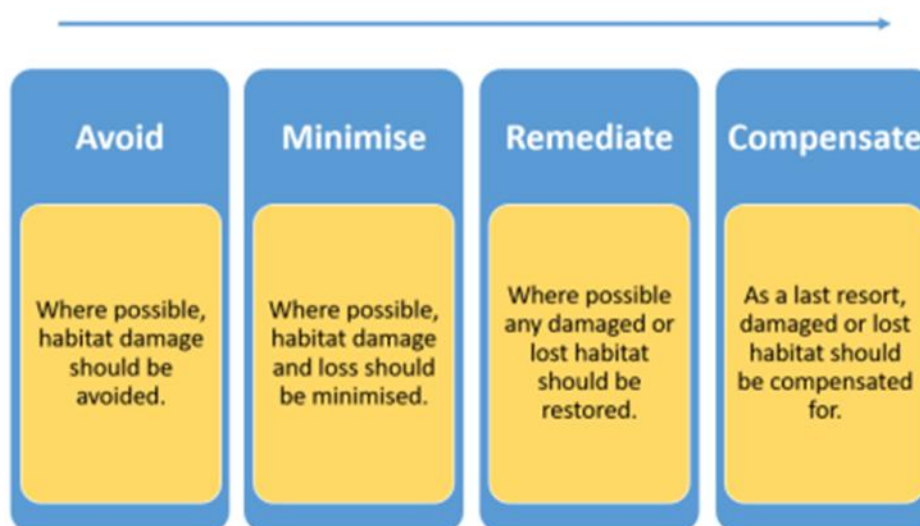 Avoid
Where possible,
habitat damage
should be
avoided.
Minimise
Where possible,
habitat damage
and loss should
be minimised.
Remediate
Where possible
any damaged or
lost habitat
should be
restored.
Compensate
As a last resort,
damaged or lost
habitat should
be compensated
for.